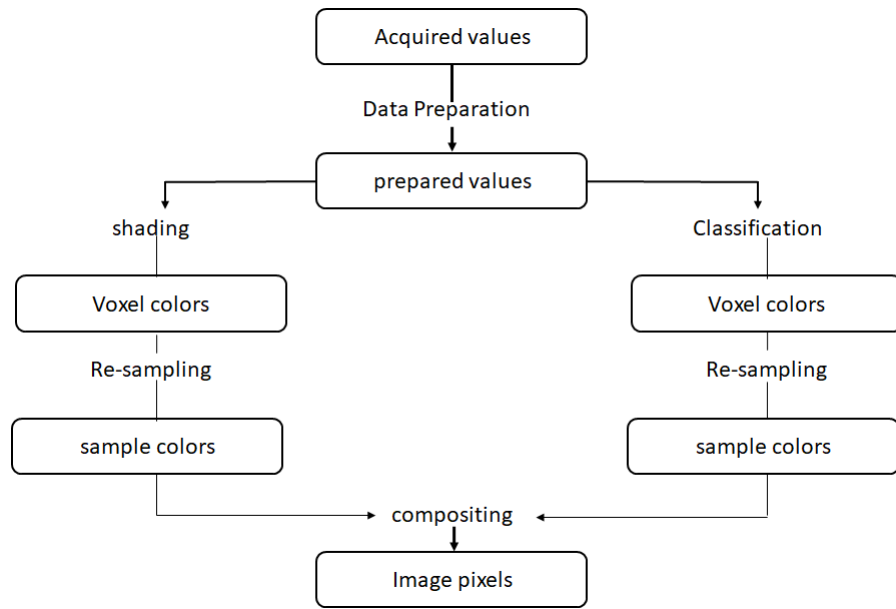 Acquired values
Data Preparation
prepared values
shading
Classification
Voxel colors
Voxel colors
Re-sampling
Re-sampling
sample colors
sample colors
compositing
Image pixels